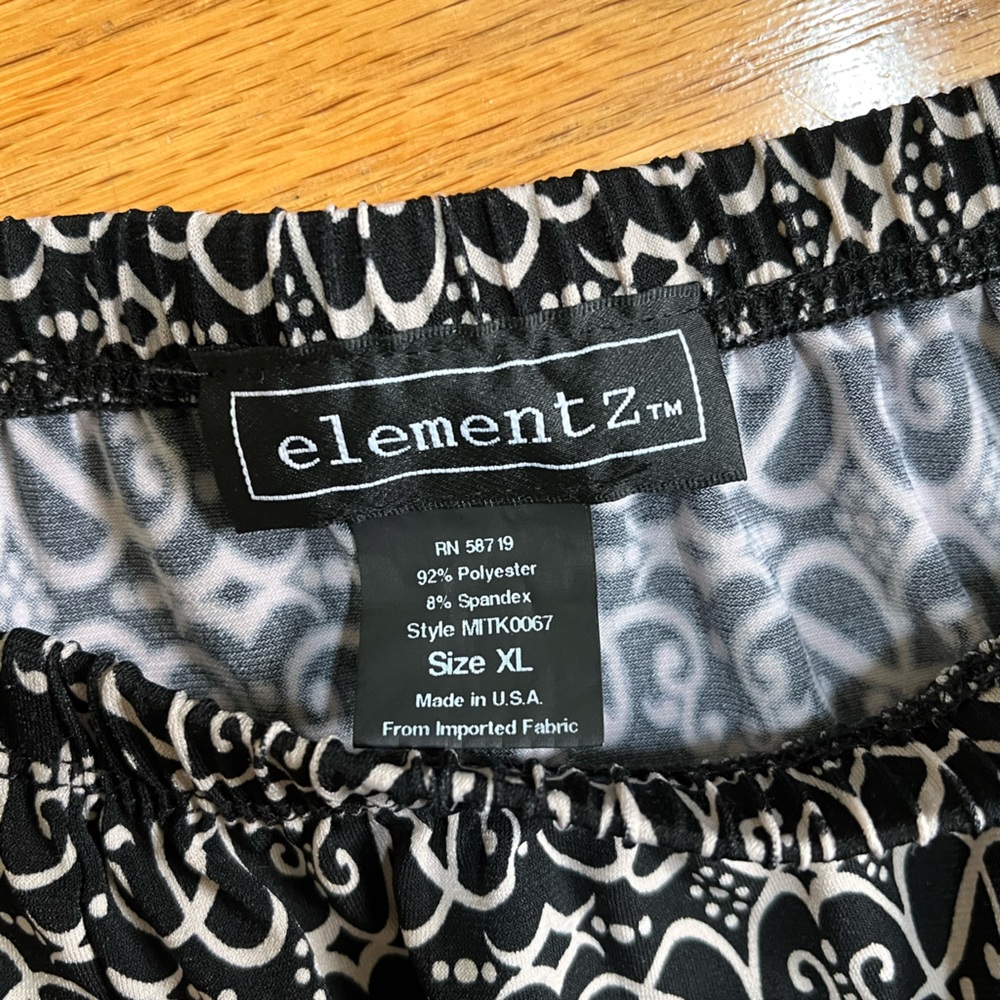 elementz™
RN 58719
92% Polyester
8% Spandex
Style MITK0067
Size XL
Made in U.S.A.
From Imported Fabric